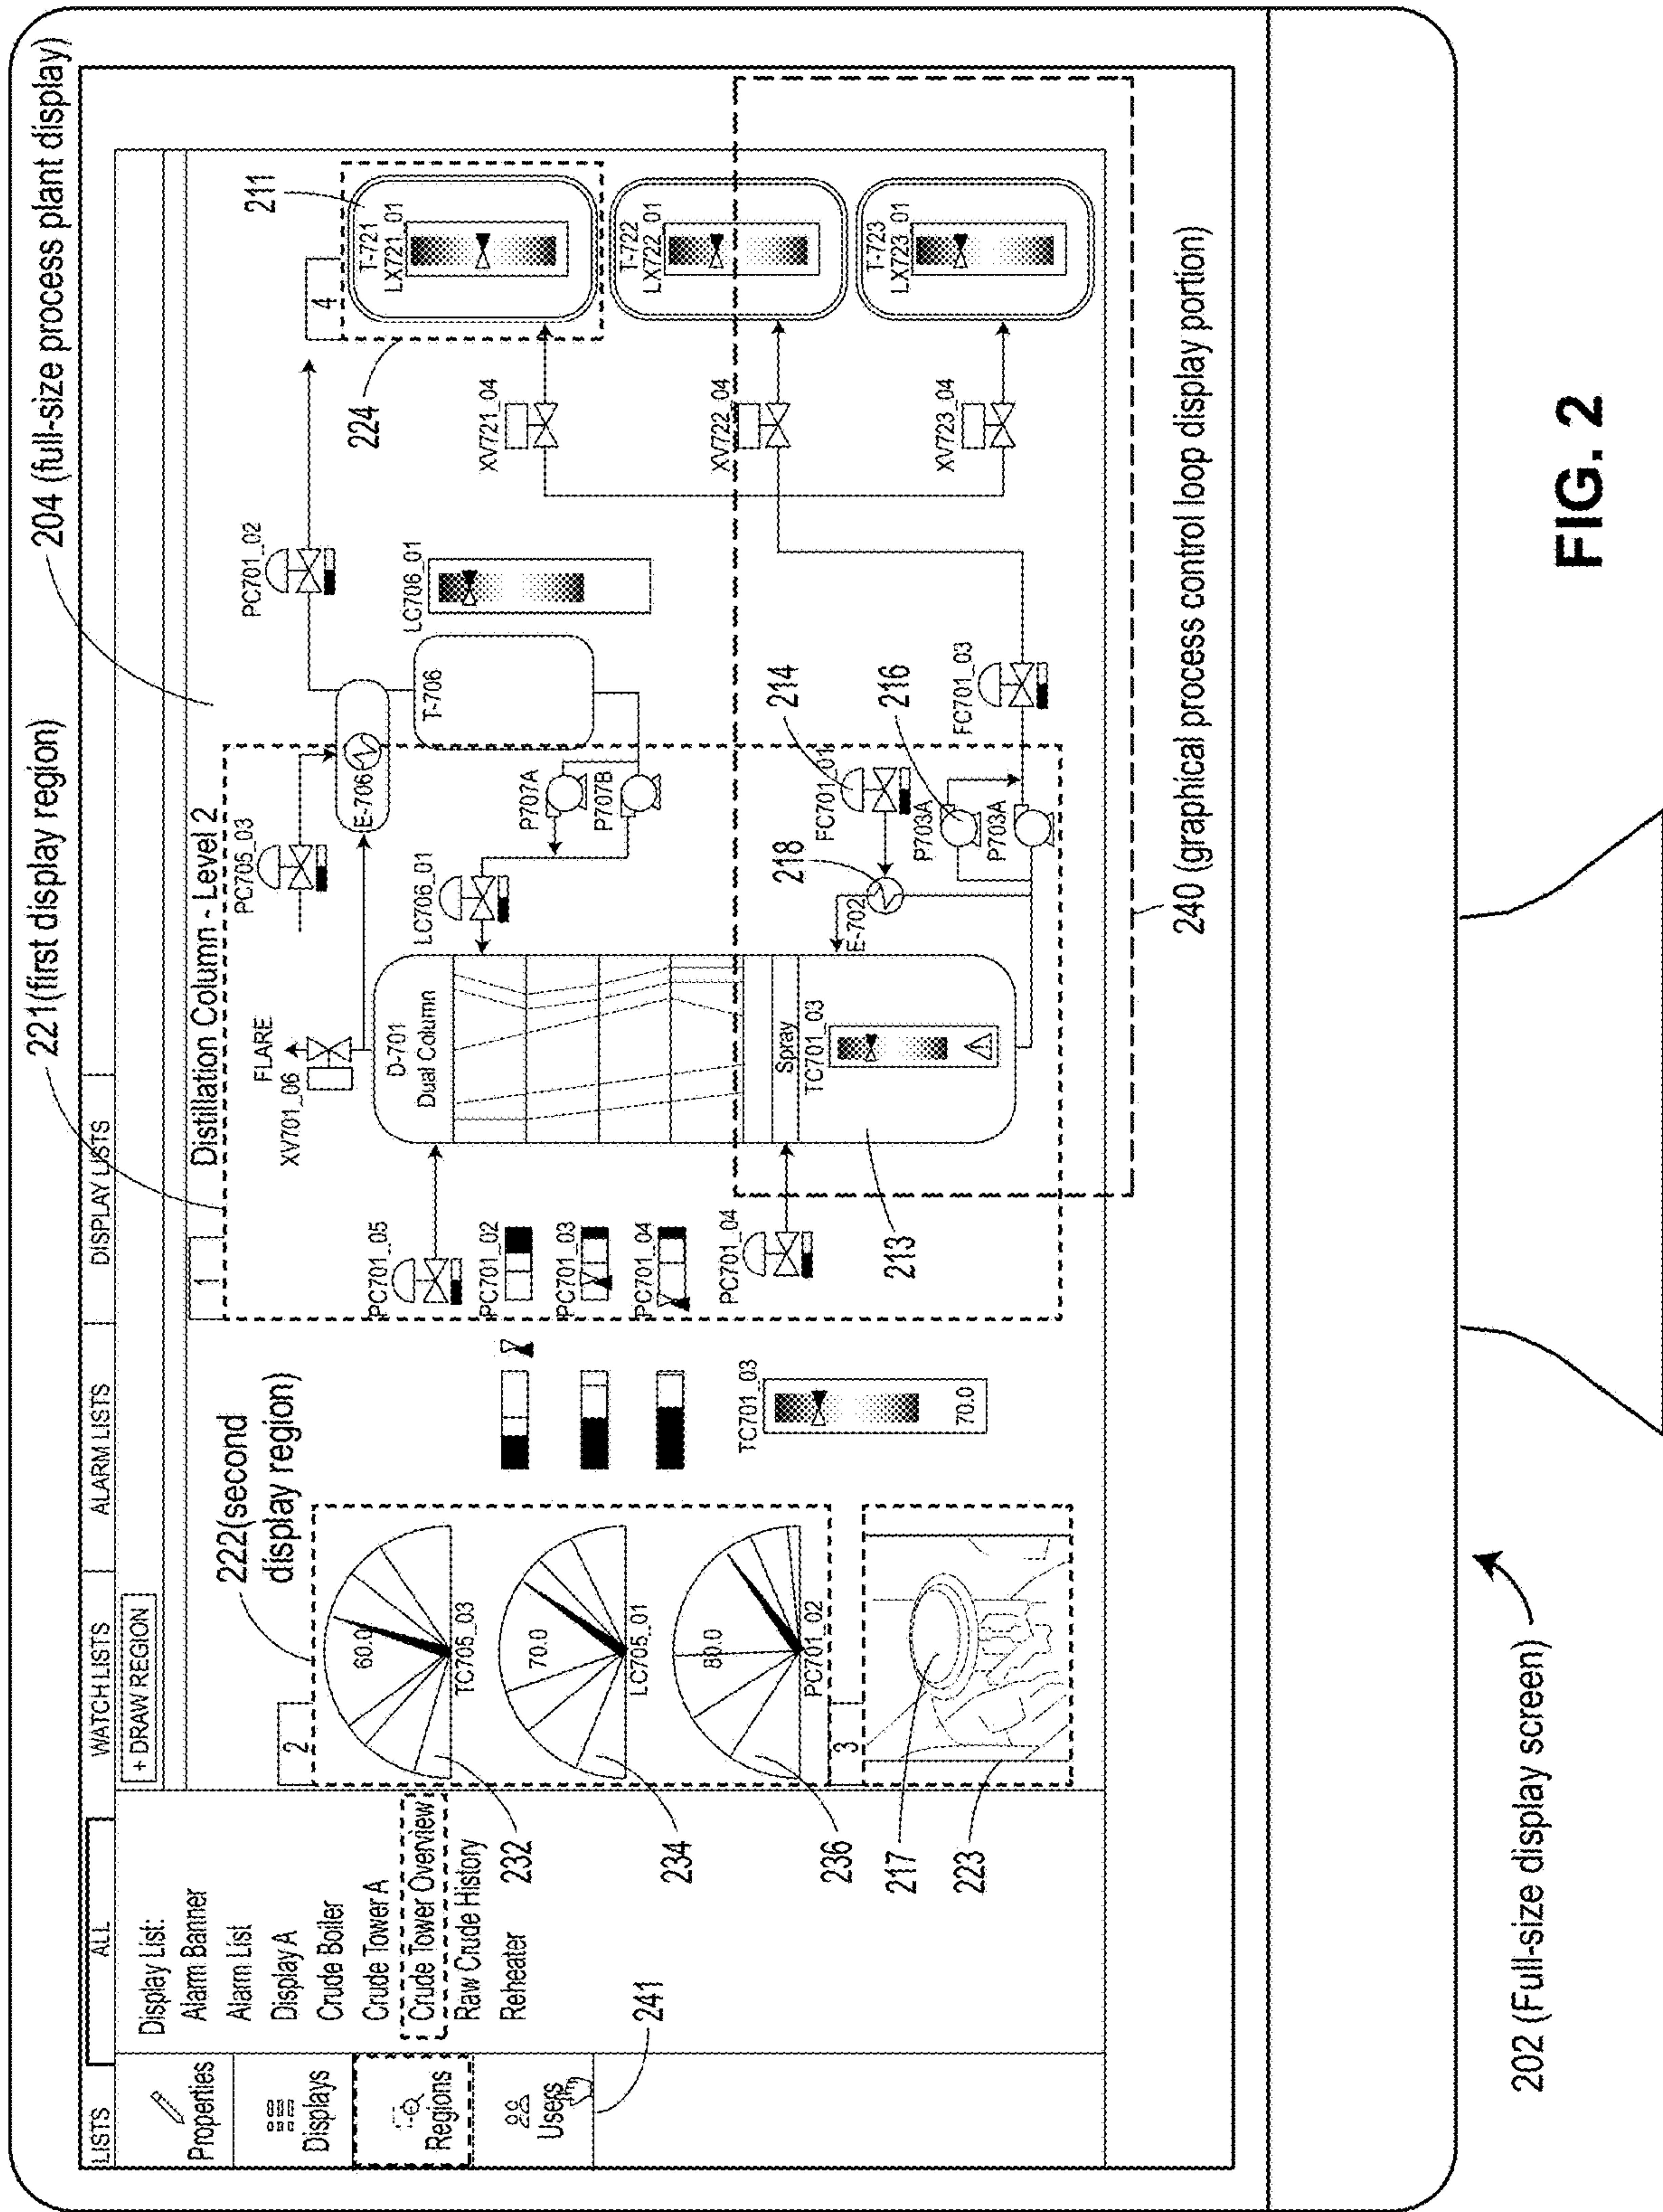 221(first display region)
204 (full-size process plant display)
LISTS
ALL
WATCH LISTS
ALARM LISTS
DISPLAY LISTS
Properties
Displays
Regions
Users
241
Display List:
Alarm Banner
Alarm List
Display A
Crude Boiler
Crude Tower A
Crude Tower Overview
Raw Crude History
Reheater
+ DRAW REGION
222(second
display region)
2
60.0
TC705_03
232
70.0
LC705_01
234
80.0
PC701_02
236
3
217
223
TC701_03
70.0
1
Distillation Column - Level 2
FLARE
XV701_06
PC705_03
E-706
PC701_02
D-701
Dual Column
PC701_05
PC701_02
PC701_03
PC701_04
PC701_04
LC706_01
P707A
P707B
T-706
LC706_01
Spray
TC701_03
213
E-702
218
FC701_01
214
P703A
216
P703A
FC701_03
4
211
224
T-721
LX721_01
XV721_04
T-722
LX722_01
XV722_04
T-723
LX723_01
XV723_04
240 (graphical process control loop display portion)
202 (Full-size display screen)
FIG. 2